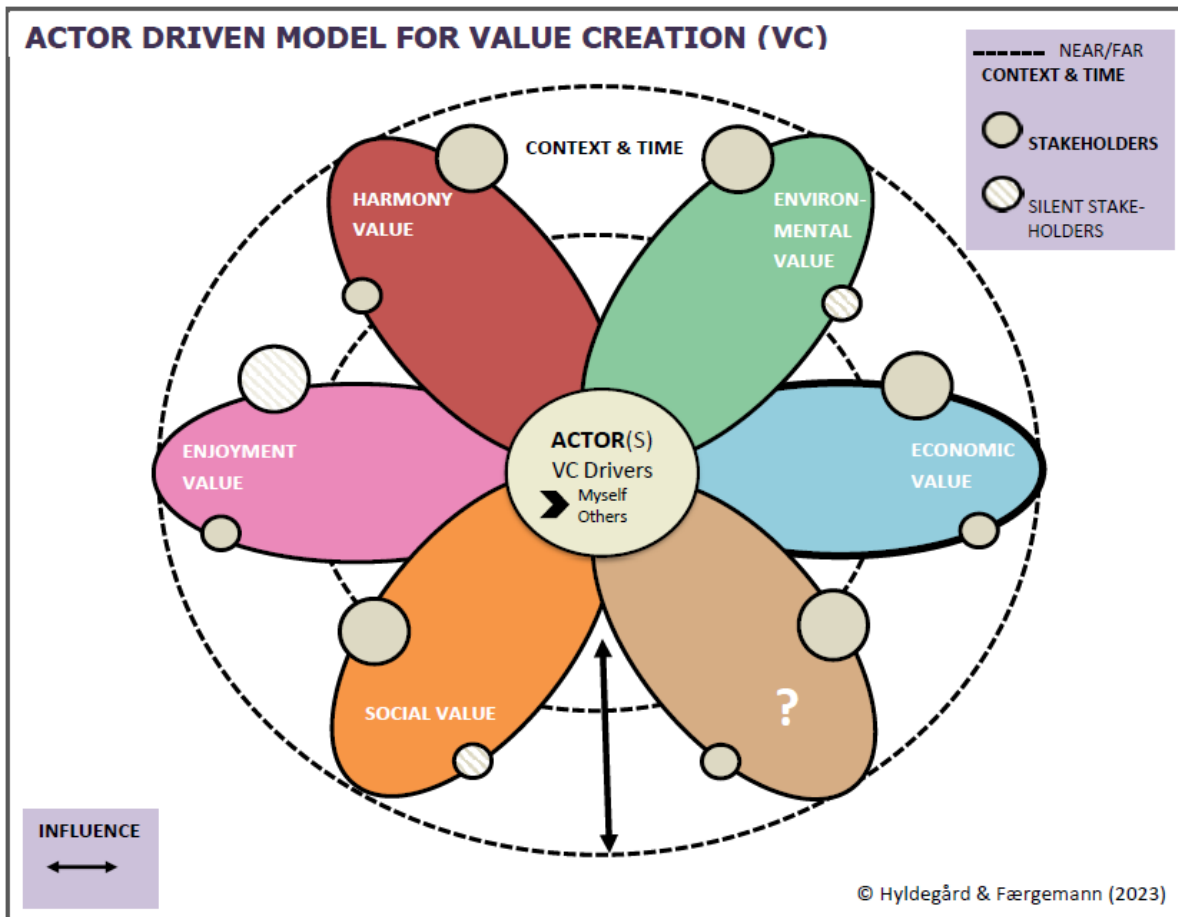 ACTOR DRIVEN MODEL FOR VALUE CREATION (VC)
NEAR/FAR
CONTEXT & TIME
STAKEHOLDERS
SILENT STAKE-
HOLDERS
CONTEXT & TIME
HARMONY
VALUE
ENVIRON-
MENTAL
VALUE
ENJOYMENT
VALUE
ACTOR(S)
VC Drivers
Myself
Others
ECONOMIC
VALUE
SOCIAL VALUE
?
INFLUENCE
© Hyldegård & Færgemann (2023)